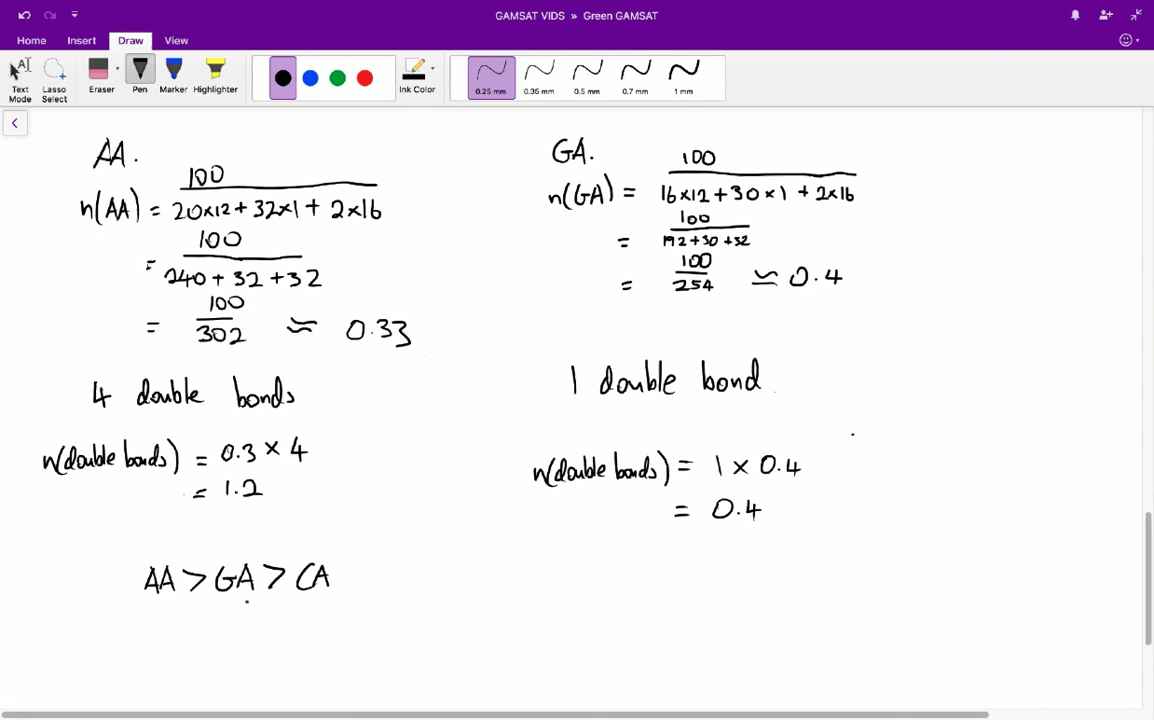 GAMSAT VIDS » Green GAMSAT
Home Insert Draw View
Text Mode
Lasso Select
Eraser
Pen
Marker
Highlighter
Ink Color
0.25 mm 0.35 mm 0.5 mm 0.7 mm 1 mm
AA.
100
n(AA) = 20×12 + 32×1 + 2×16
100
= 240 + 32 + 32
100
= 302 ≃ 0.33
4 double bonds
n(double bonds) = 0.3 × 4
= 1.2
AA > GA > CA
GA.
100
n(GA) = 16×12 + 30×1 + 2×16
100
= 192 + 30 + 32
100
= 254 ≃ 0.4
1 double bond
n(double bonds) = 1 × 0.4
= 0.4